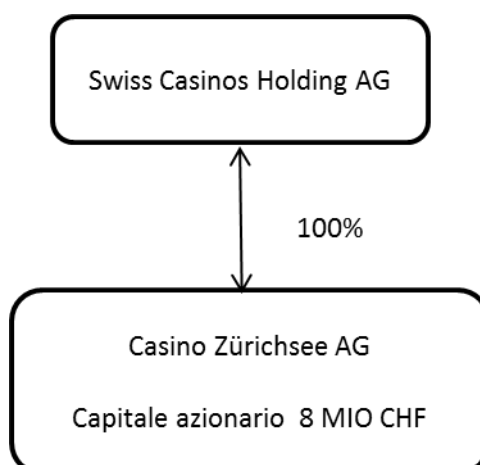 Swiss Casinos Holding AG
100%
Casino Zürichsee AG
Capitale azionario 8 MIO CHF